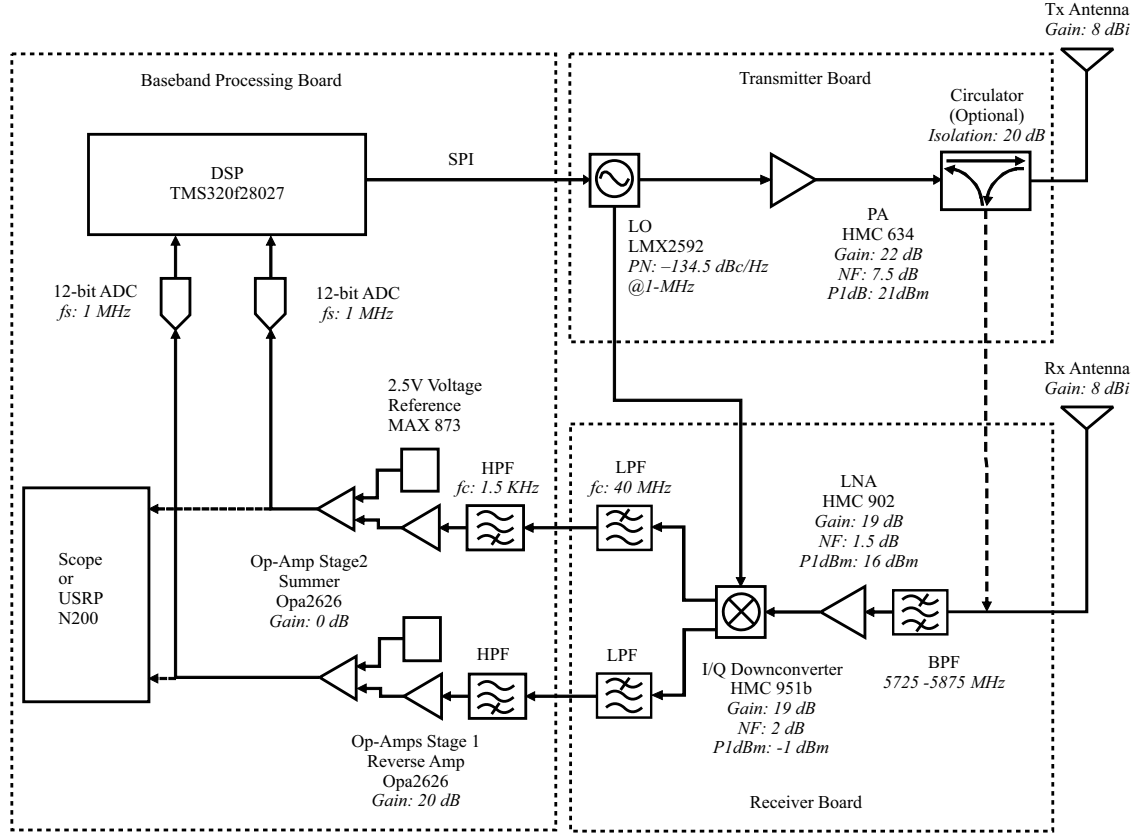 Tx Antenna
Gain: 8 dBi
Baseband Processing Board
Transmitter Board
Circulator
(Optional)
Isolation: 20 dB
DSP
TMS320f28027
SPI
LO
LMX2592
PN: –134.5 dBc/Hz
@1-MHz
PA
HMC 634
Gain: 22 dB
NF: 7.5 dB
P1dB: 21dBm
12-bit ADC
fs: 1 MHz
12-bit ADC
fs: 1 MHz
2.5V Voltage
Reference
MAX 873
Rx Antenna
Gain: 8 dBi
HPF
fc: 1.5 KHz
LPF
fc: 40 MHz
LNA
HMC 902
Gain: 19 dB
NF: 1.5 dB
P1dBm: 16 dBm
Scope
or
USRP
N200
Op-Amp Stage2
Summer
Opa2626
Gain: 0 dB
HPF
LPF
I/Q Downconverter
HMC 951b
Gain: 19 dB
NF: 2 dB
P1dBm: -1 dBm
BPF
5725 -5875 MHz
Op-Amps Stage 1
Reverse Amp
Opa2626
Gain: 20 dB
Receiver Board